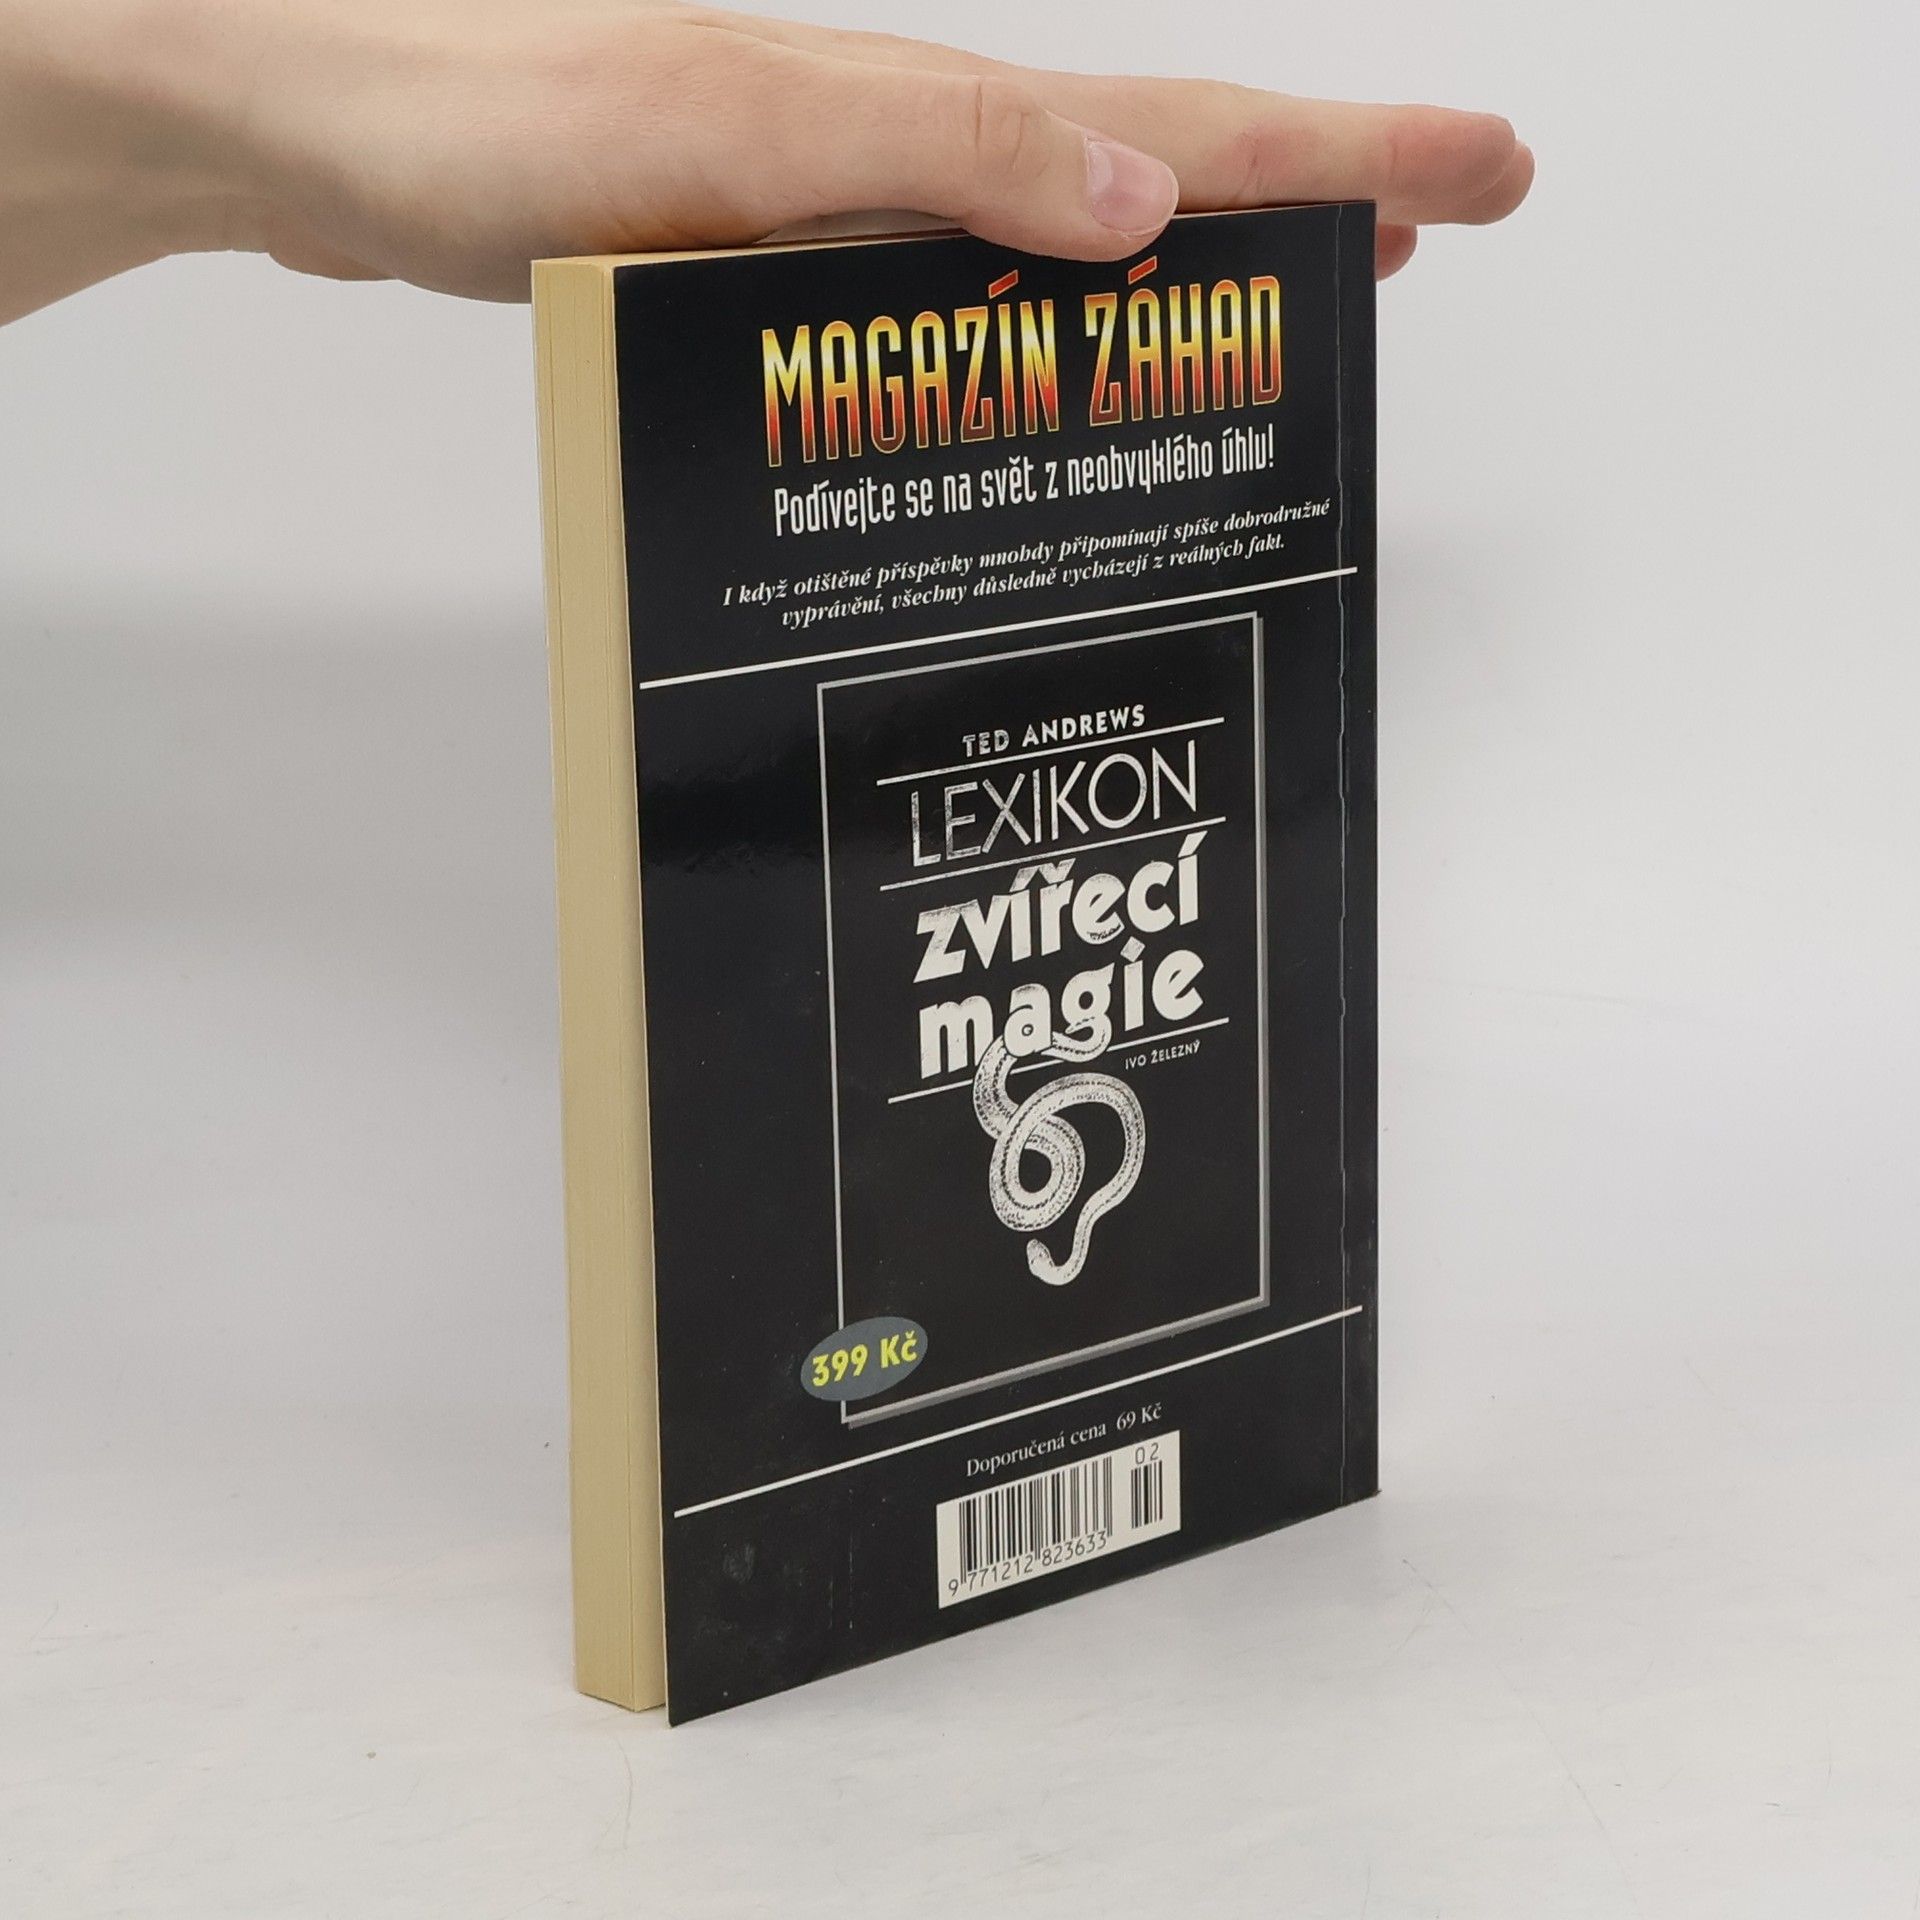 MAGAZÍN ZÁHAD
Podívejte se na svět z neobvyklého úhlu!
I když otištěné příspěvky mnohdy připomínají spíše dobrodružné
vyprávění, všechny důsledně vycházejí z reálných fakt.
TED ANDREWS
LEXIKON
zvířecí
magie
IVO ŽELEZNÝ
399 Kč
Doporučená cena 69 Kč
02
9 771212 823633